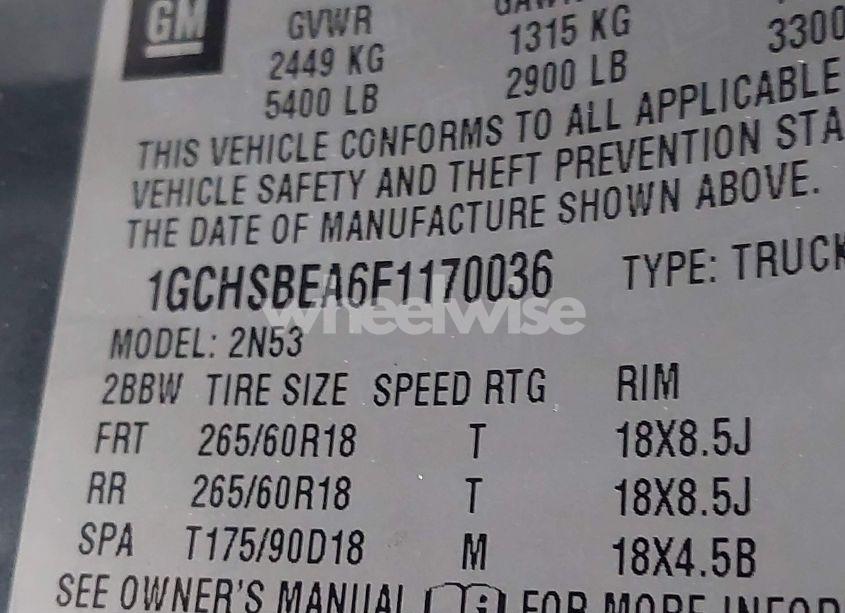 GM
GVWR
2449 KG
5400 LB
1315 KG
2900 LB
3300
THIS VEHICLE CONFORMS TO ALL APPLICABLE
VEHICLE SAFETY AND THEFT PREVENTION STA
THE DATE OF MANUFACTURE SHOWN ABOVE.
1GCHSBEA6F1170036 TYPE: TRUCK
wheelwise
MODEL: 2N53
2BBW TIRE SIZE SPEED RTG RIM
FRT 265/60R18 T 18X8.5J
RR 265/60R18 T 18X8.5J
SPA T175/90D18 M 18X4.5B
SEE OWNER'S MANUAL FOR MORE INFOR